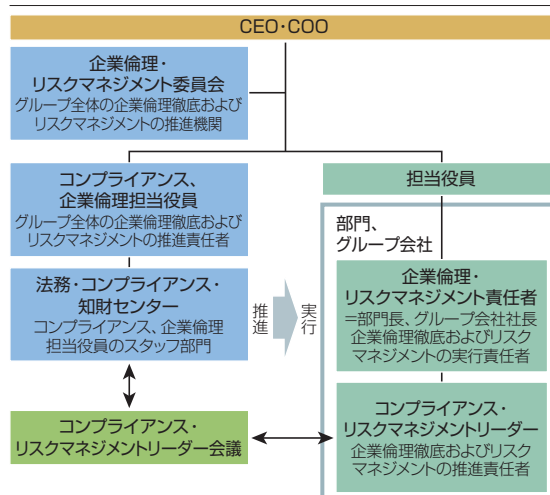 CEO・COO
企業倫理・
リスクマネジメント委員会
グループ全体の企業倫理徹底および
リスクマネジメントの推進機関
コンプライアンス、
企業倫理担当役員
グループ全体の企業倫理徹底および
リスクマネジメントの推進責任者
法務・コンプライアンス・
知財センター
コンプライアンス、企業倫理
担当役員のスタッフ部門
コンプライアンス・
リスクマネジメントリーダー会議
推進
実行
担当役員
部門、
グループ会社
企業倫理・
リスクマネジメント責任者
=部門長、グループ会社社長
企業倫理徹底およびリスク
マネジメントの実行責任者
コンプライアンス・
リスクマネジメントリーダー
企業倫理徹底およびリスク
マネジメントの推進責任者